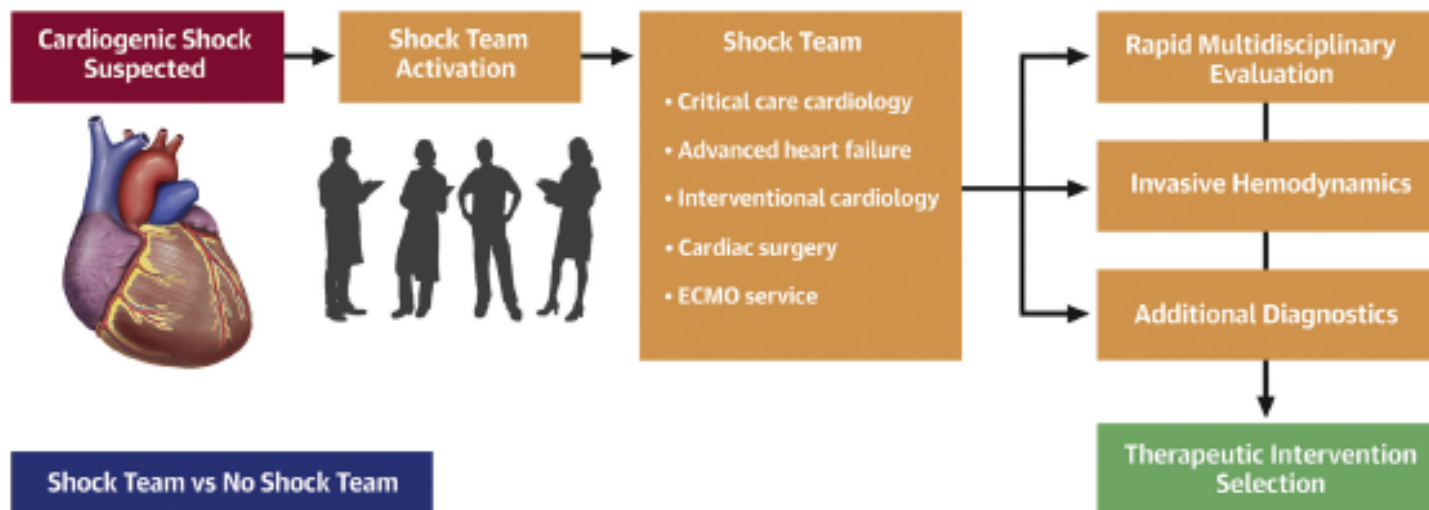 Cardiogenic Shock
Suspected
Shock Team
Activation
Shock Team
• Critical care cardiology
• Advanced heart failure
• Interventional cardiology
• Cardiac surgery
• ECMO service
Rapid Multidisciplinary
Evaluation
Invasive Hemodynamics
Additional Diagnostics
Therapeutic Intervention
Selection
Shock Team vs No Shock Team